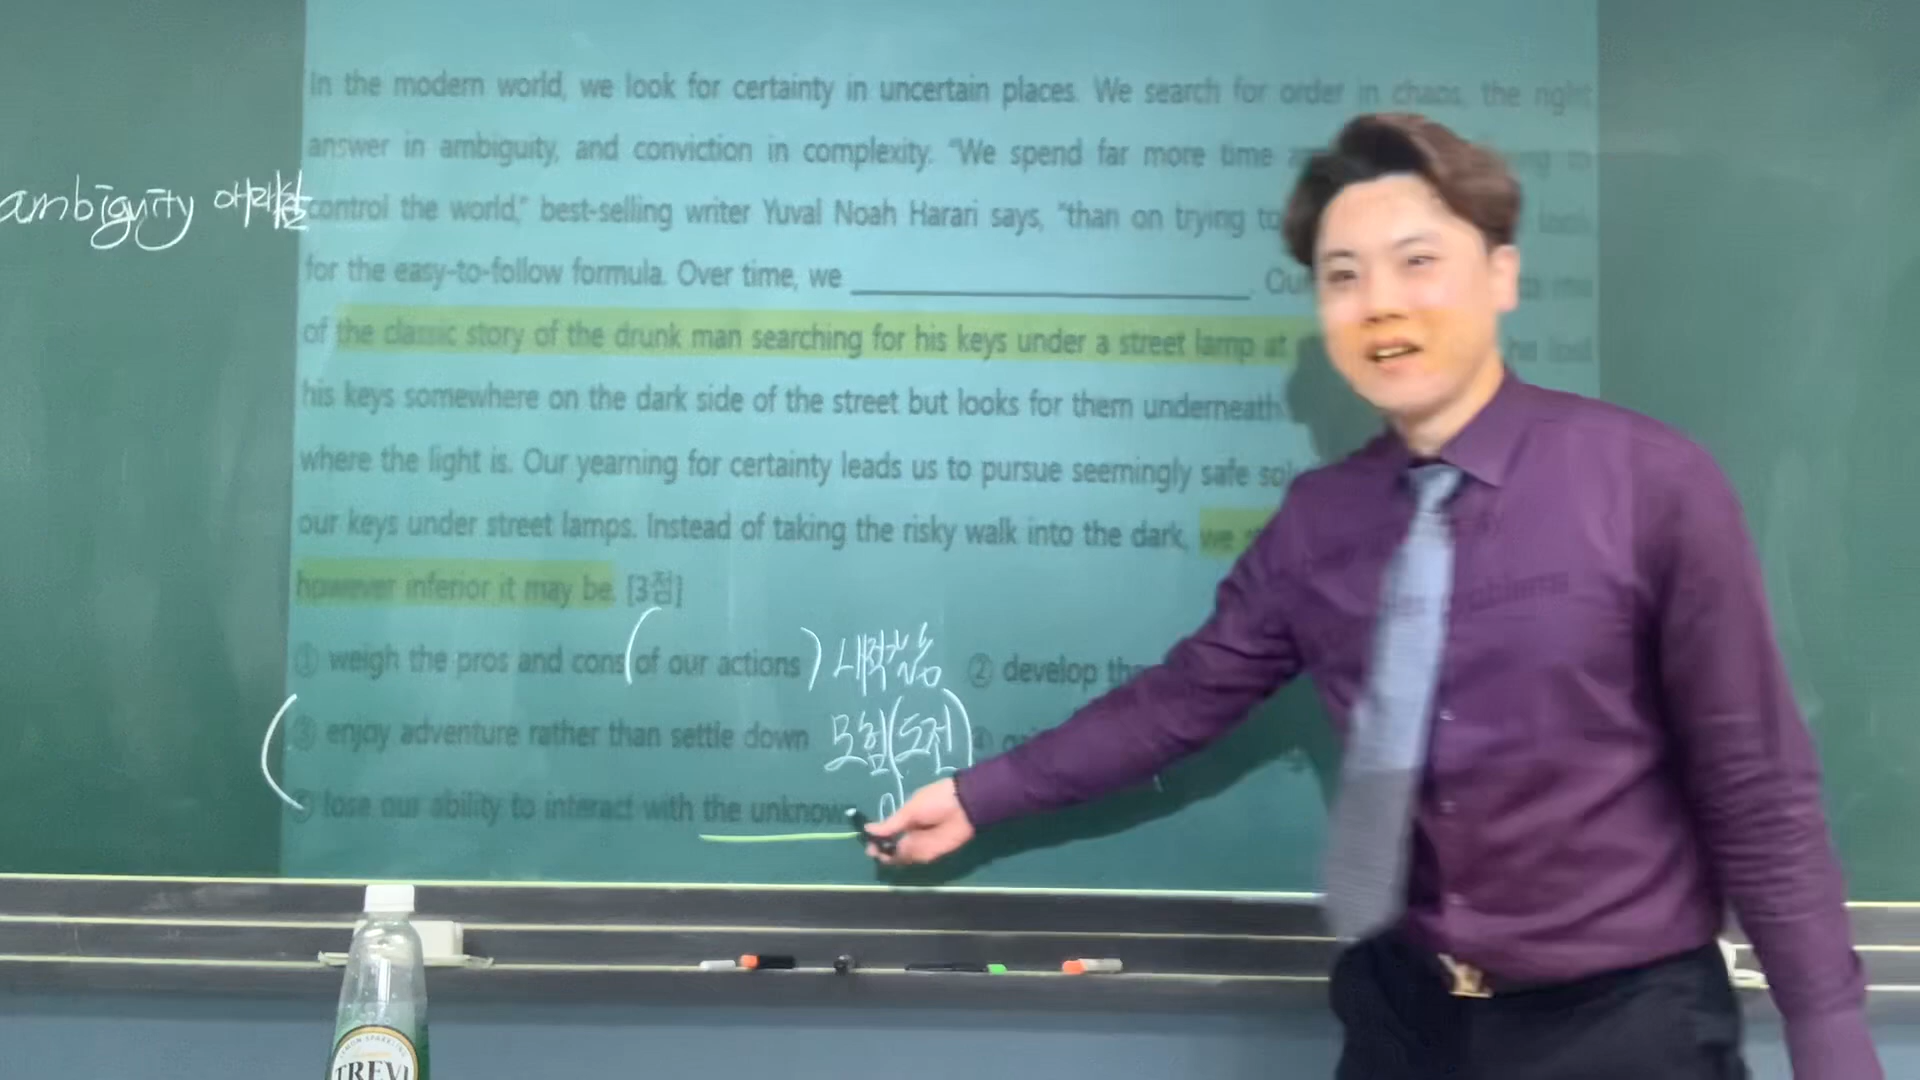 In the modern world, we look for certainty in uncertain places. We search for order in chaos, the right
answer in ambiguity, and conviction in complexity. "We spend far more time
ambiguity
control the world," best-selling writer Yuval Noah Harari says, "than on trying to look
for the easy-to-follow formula. Over time, we ____________. Our
of the classic story of the drunk man searching for his keys under a street lamp at
his keys somewhere on the dark side of the street but looks for them underneath
where the light is. Our yearning for certainty leads us to pursue seemingly safe
our keys under street lamps. Instead of taking the risky walk into the dark, we
however inferior it may be. [3점]
① weigh the pros and cons (of our actions) ② develop
③ enjoy adventure rather than settle down 모험(도전)
⑤ lose our ability to interact with the unknown
TREVI